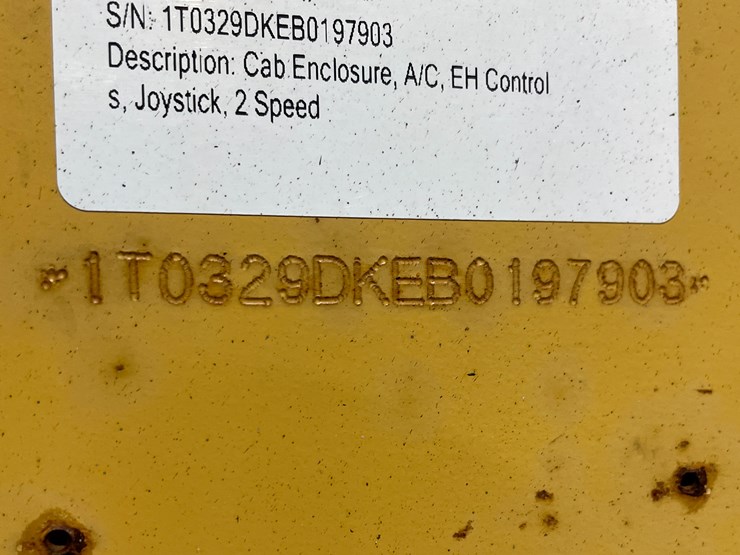 S/N: 1T0329DKEB0197903
Description: Cab Enclosure, A/C, EH Control
s, Joystick, 2 Speed
*1T0329DKEB0197903*